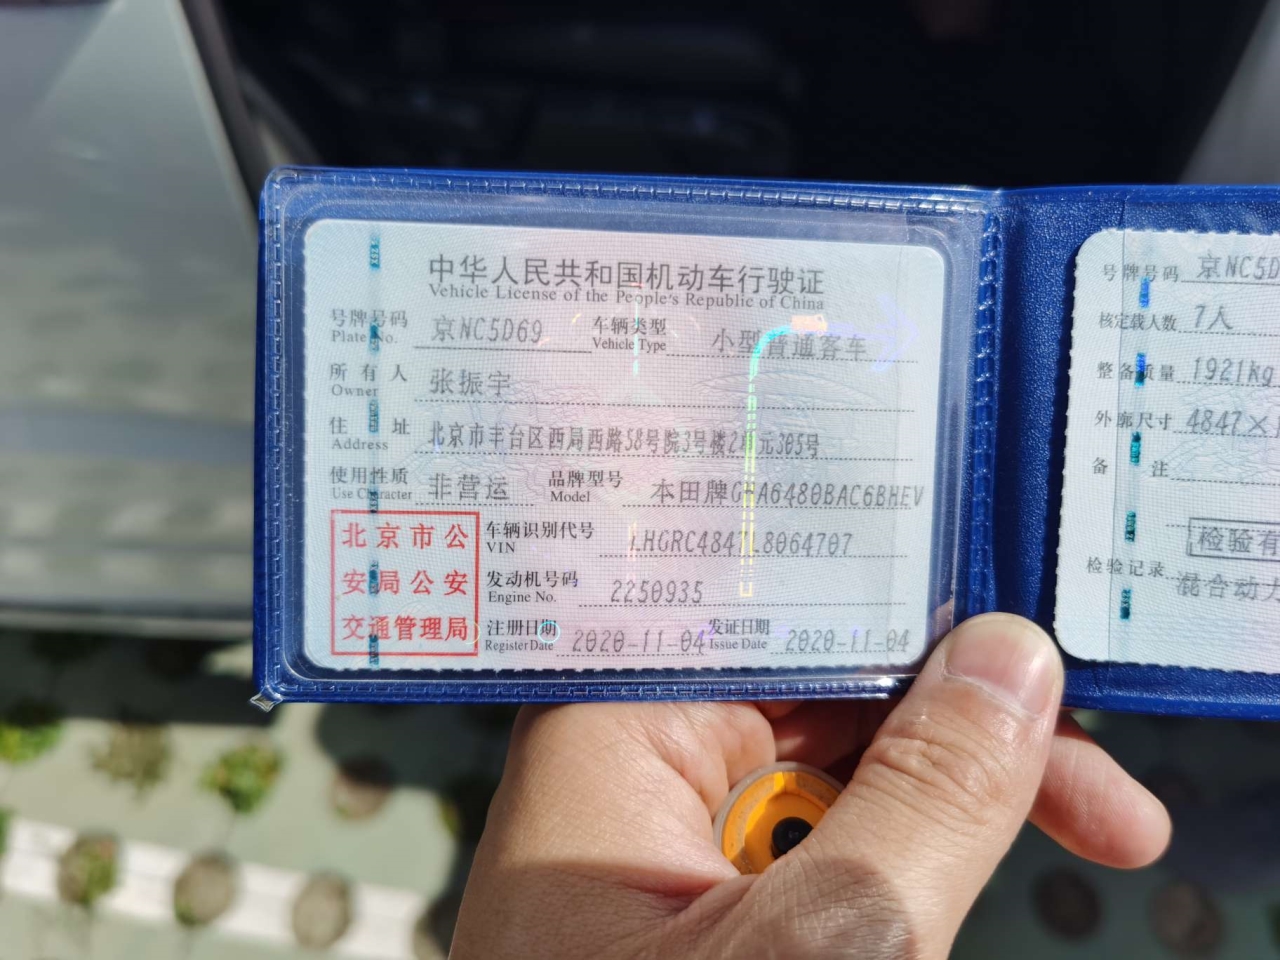 中华人民共和国机动车行驶证
Vehicle License of the People's Republic of China
号牌号码 京NC5D69 车辆类型 小型普通客车
Plate No. Vehicle Type
所有人 张振宇
Owner
住址 北京市丰台区西局西路58号院3号楼2单元305号
Address
使用性质 非营运 品牌型号 本田牌GHA6480BAC6BHEV
Use Character Model
车辆识别代号 LHGRC4847L8064707
VIN
发动机号码 2250935
Engine No.
注册日期 2020-11-04 发证日期 2020-11-04
Register Date Issue Date
北京市公
安局公安
交通管理局
号牌号码 京NC5D
核定载人数 7人
整备质量 1921kg
外廓尺寸 4847×
备注
检验有
检验记录
混合动力